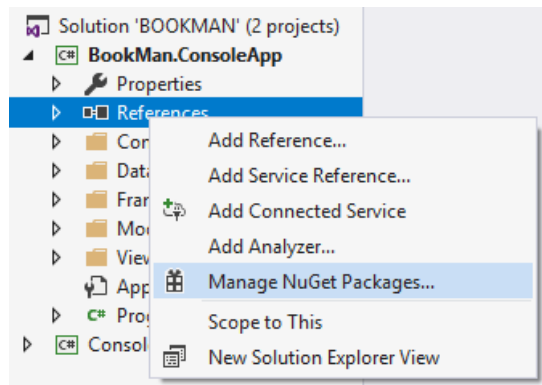 Solution 'BOOKMAN' (2 projects)
C# BookMan.ConsoleApp
Properties
References
Add Reference...
Add Service Reference...
Add Connected Service
Add Analyzer...
Manage NuGet Packages...
Scope to This
C# Consol
New Solution Explorer View